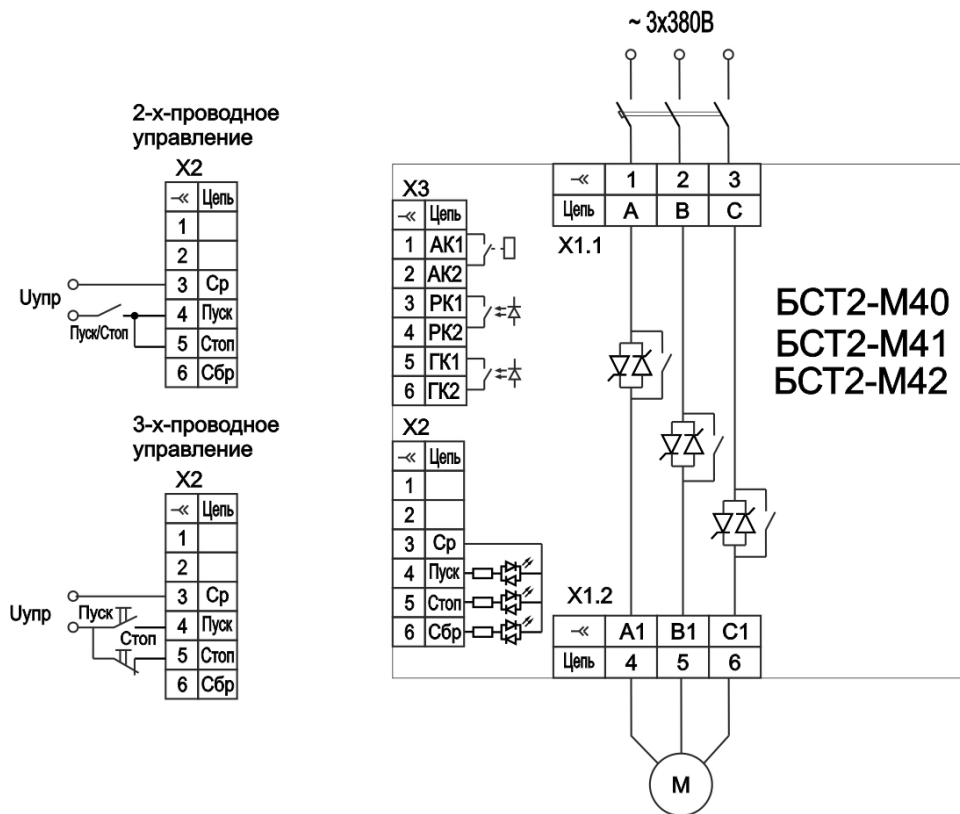 ~ 3х380В
2-х-проводное
управление
X2
Цепь
1
2
3 Ср
4 Пуск
5 Стоп
6 Сбр
Uупр
Пуск/Стоп
3-х-проводное
управление
X2
Цепь
1
2
3 Ср
4 Пуск
5 Стоп
6 Сбр
Uупр
Пуск
Стоп
X3
Цепь
1 АК1
2 АК2
3 РК1
4 РК2
5 ГК1
6 ГК2
X2
Цепь
1
2
3 Ср
4 Пуск
5 Стоп
6 Сбр
1 2 3
Цепь A B C
X1.1
БСТ2-М40
БСТ2-М41
БСТ2-М42
X1.2
A1 B1 C1
Цепь 4 5 6
M